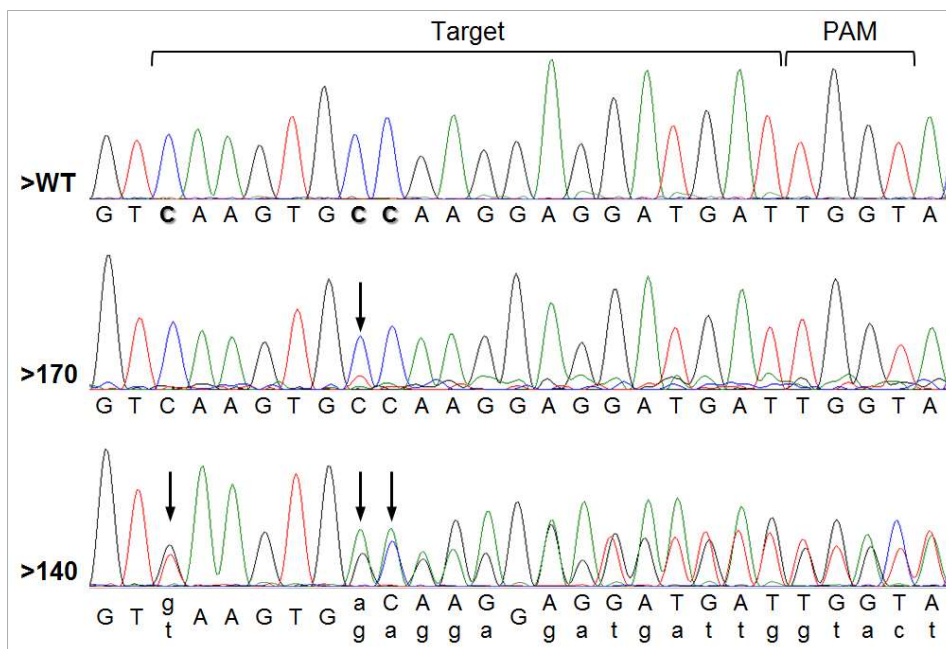 Target PAM
>WT
G T C A A G T G C C A A G G A G G A T G A T T G G T A
>170
G T C A A G T G C C A A G G A G G A T G A T T G G T A
>140
g a C A A G A G G A T G A T T G G T A
G T A A G T G G
t g a g g a g a t g a t t g g t a c t